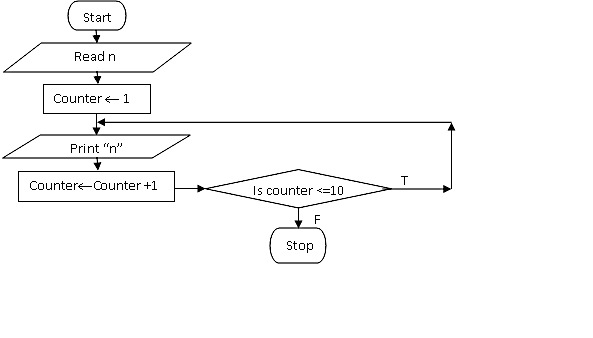 Start
Read n
Counter ← 1
Print “n”
Counter←Counter +1
Is counter <=10
T
F
Stop